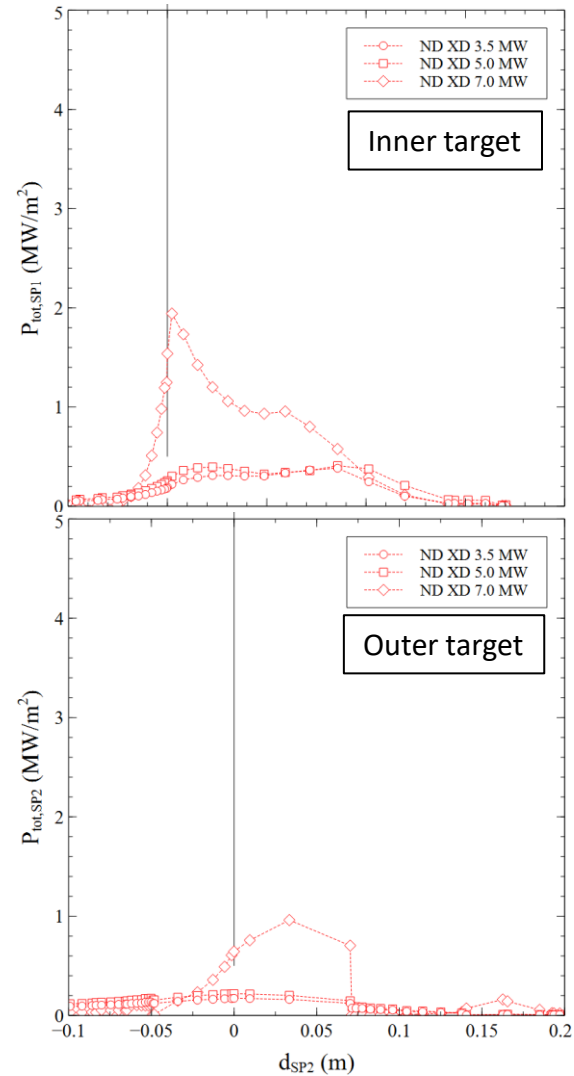 5
ND XD 3.5 MW
ND XD 5.0 MW
ND XD 7.0 MW
Inner target
4
3
2
1
0
P_tot,SP1 (MW/m²)
5
ND XD 3.5 MW
ND XD 5.0 MW
ND XD 7.0 MW
Outer target
4
3
2
1
0
P_tot,SP2 (MW/m²)
−0.1 −0.05 0 0.05 0.1 0.15 0.2
d_SP2 (m)